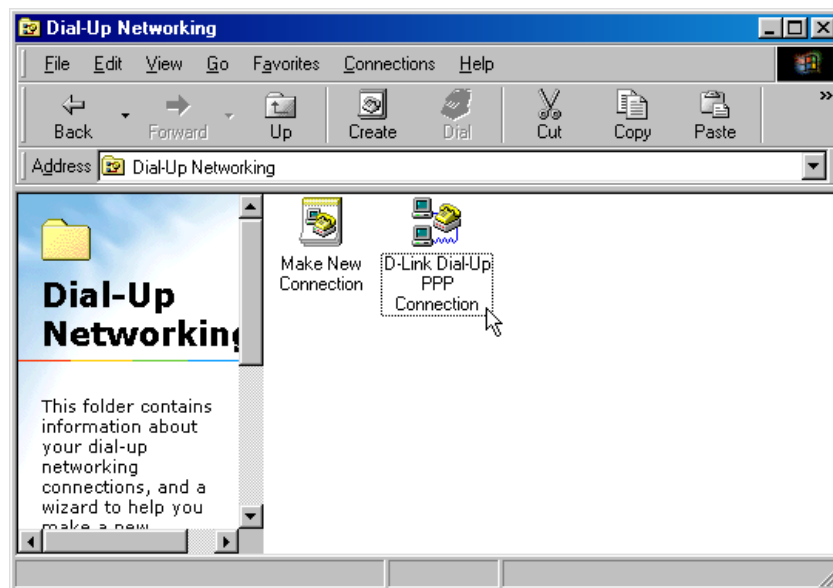 Dial-Up Networking
File Edit View Go Favorites Connections Help
Back Forward Up Create Dial Cut Copy Paste »
Address Dial-Up Networking
Dial-Up
Networking
This folder contains
information about
your dial-up
networking
connections, and a
wizard to help you
make a new
Make New
Connection
D-Link Dial-Up
PPP
Connection